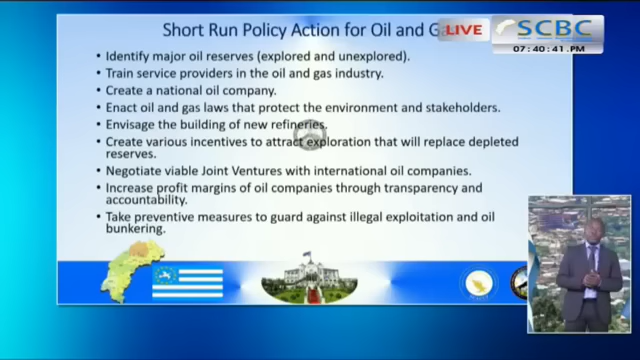 Short Run Policy Action for Oil and G
LIVE
SCBC
07:40:41 PM
• Identify major oil reserves (explored and unexplored).
• Train service providers in the oil and gas industry.
• Create a national oil company.
• Enact oil and gas laws that protect the environment and stakeholders.
• Envisage the building of new refineries.
• Create various incentives to attract exploration that will replace depleted
reserves.
• Negotiate viable Joint Ventures with international oil companies.
• Increase profit margins of oil companies through transparency and
accountability.
• Take preventive measures to guard against illegal exploitation and oil
bunkering.